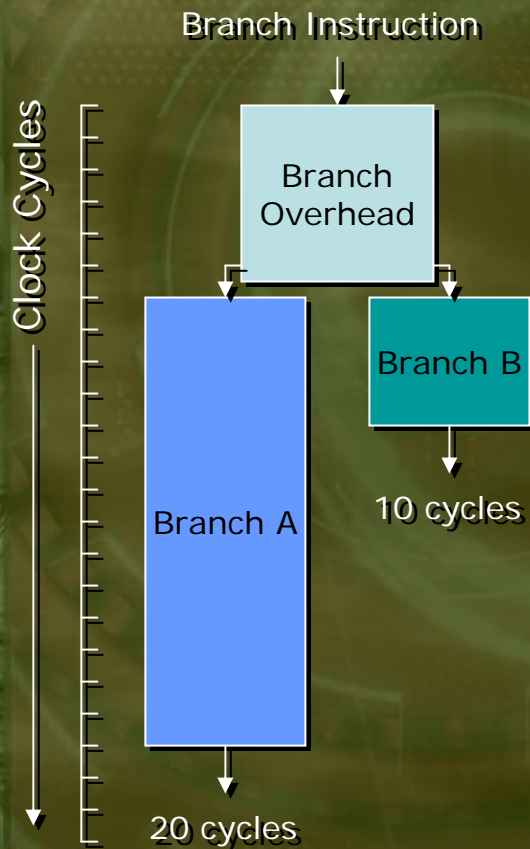 Branch Instruction
Clock Cycles
Branch
Overhead
Branch A
Branch B
10 cycles
20 cycles